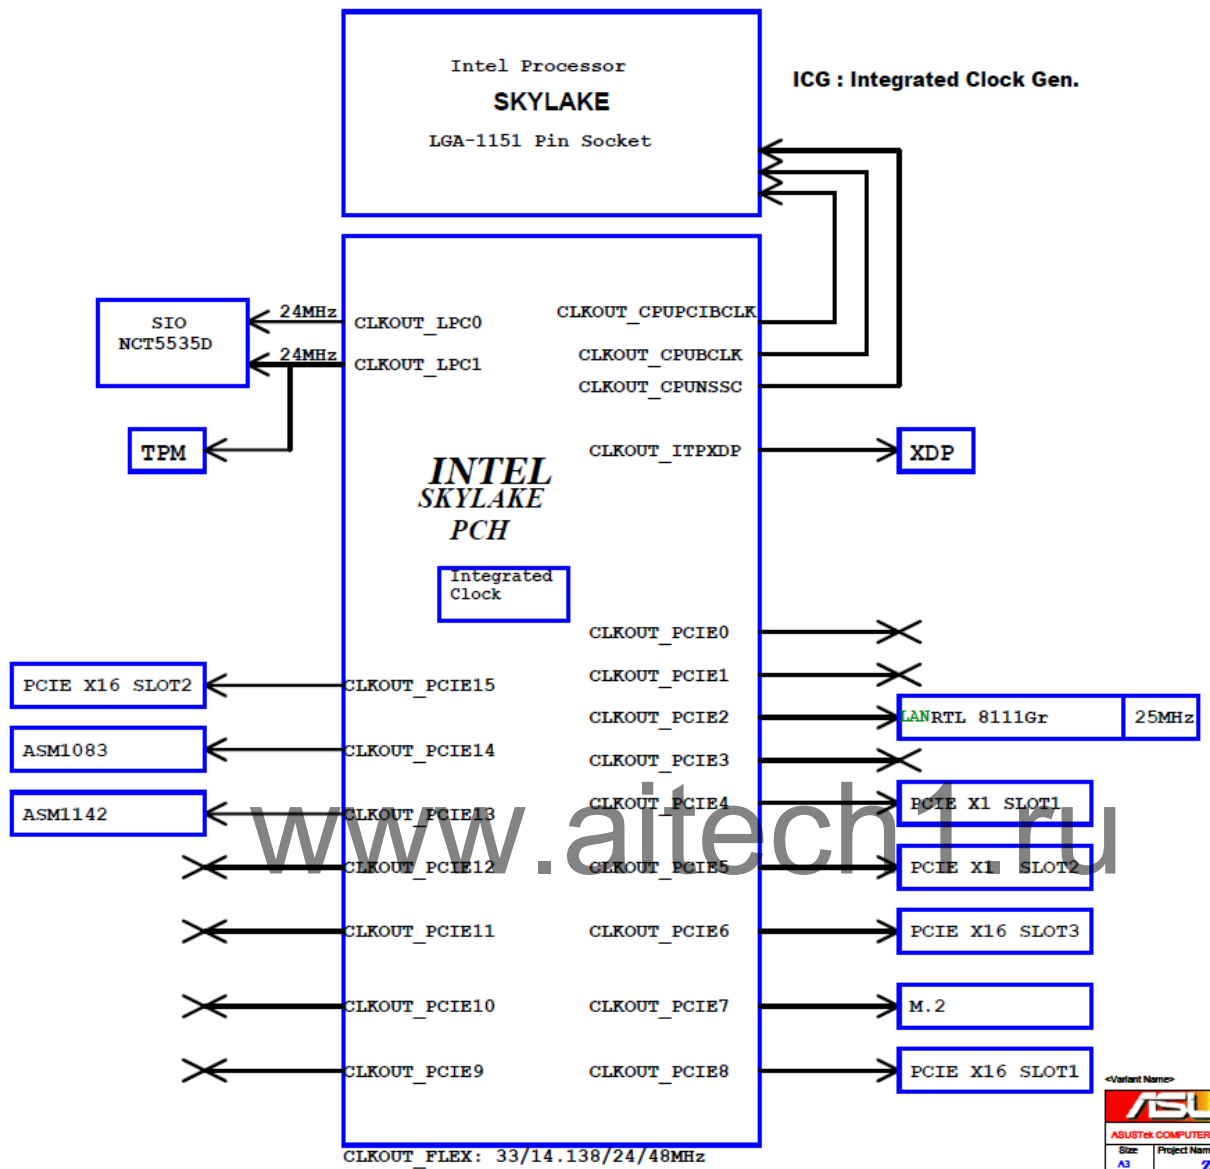 Intel Processor
SKYLAKE
LGA-1151 Pin Socket
ICG : Integrated Clock Gen.
SIO
NCT5535D
24MHz
CLKOUT_LPC0
24MHz
CLKOUT_LPC1
TPM
CLKOUT_CPUPCIBCLK
CLKOUT_CPUBCLK
CLKOUT_CPUNSSC
CLKOUT_ITPXDP
XDP
INTEL
SKYLAKE
PCH
Integrated
Clock
CLKOUT_PCIE0
CLKOUT_PCIE1
CLKOUT_PCIE2
LANRTL 8111Gr
25MHz
CLKOUT_PCIE3
CLKOUT_PCIE4
PCIE X1 SLOT1
CLKOUT_PCIE5
PCIE X1 SLOT2
CLKOUT_PCIE6
PCIE X16 SLOT3
CLKOUT_PCIE7
M.2
CLKOUT_PCIE8
PCIE X16 SLOT1
PCIE X16 SLOT2
CLKOUT_PCIE15
ASM1083
CLKOUT_PCIE14
ASM1142
CLKOUT_PCIE13
CLKOUT_PCIE12
CLKOUT_PCIE11
CLKOUT_PCIE10
CLKOUT_PCIE9
www.aitech1.ru
CLKOUT_FLEX: 33/14.138/24/48MHz
<Variant Name>
ASUSTeK COMPUTER
Size
Project Nam
A3